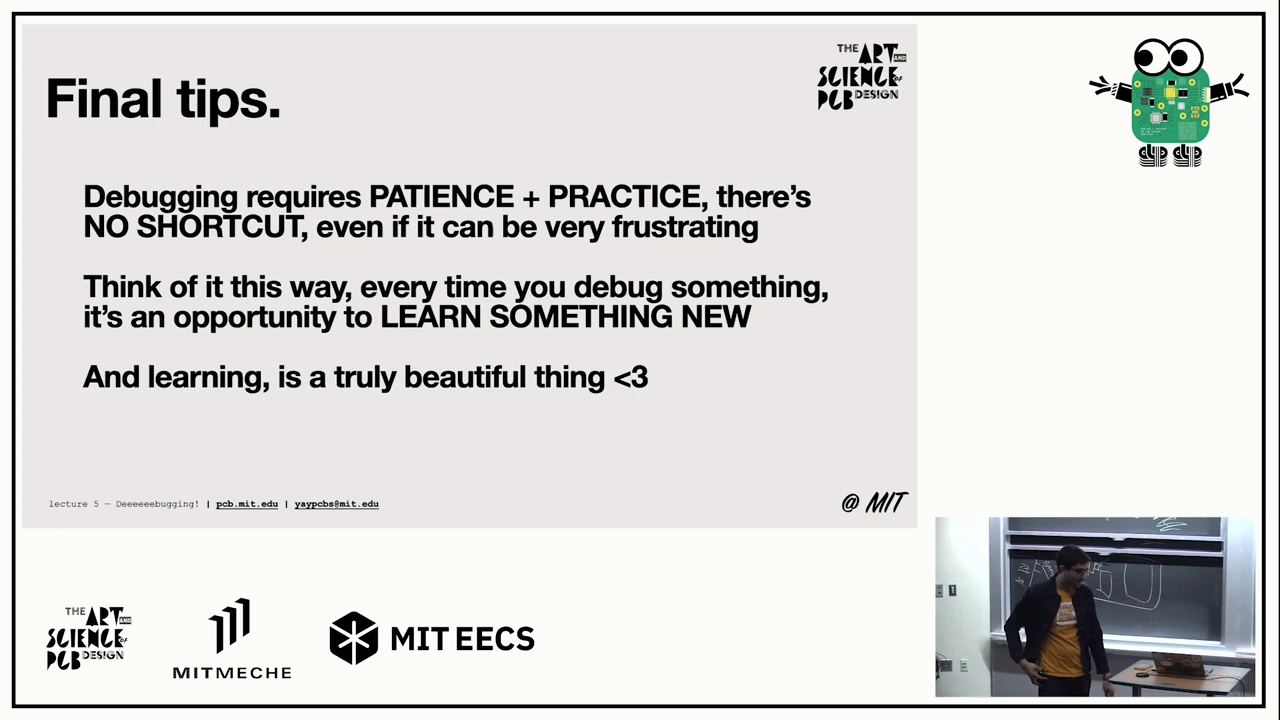 Final tips.
THE ART AND
SCIENCE of
PCB DESIGN
Debugging requires PATIENCE + PRACTICE, there's
NO SHORTCUT, even if it can be very frustrating
Think of it this way, every time you debug something,
it's an opportunity to LEARN SOMETHING NEW
And learning, is a truly beautiful thing <3
lecture 5 — Deeeeeebugging! | pcb.mit.edu | yaypcbs@mit.edu
@ MIT
THE ART AND
SCIENCE of
PCB DESIGN
MITMECHE
MIT EECS